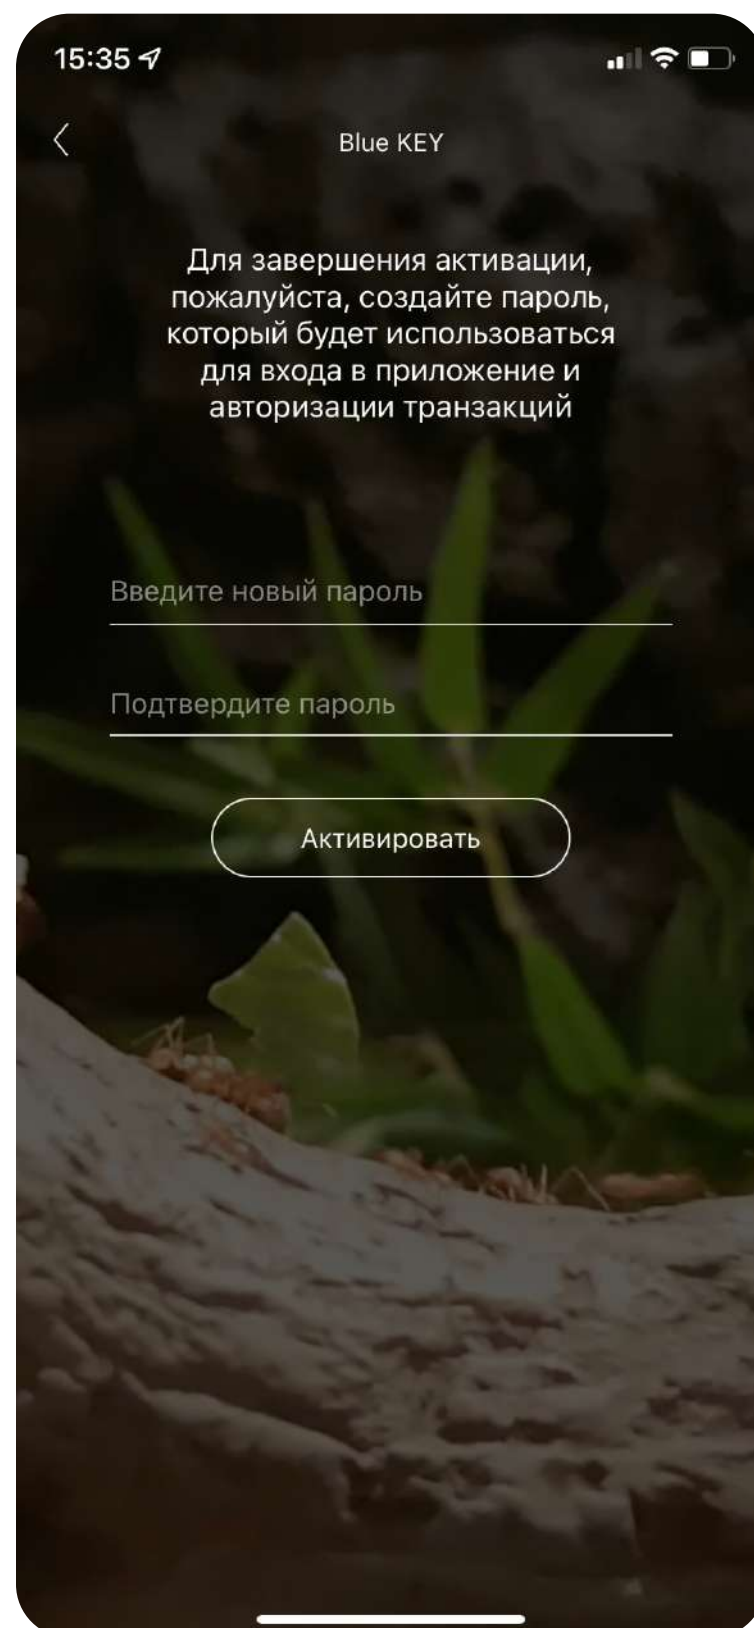 15:35
Blue KEY
Для завершения активации,
пожалуйста, создайте пароль,
который будет использоваться
для входа в приложение и
авторизации транзакций
Введите новый пароль
Подтвердите пароль
Активировать